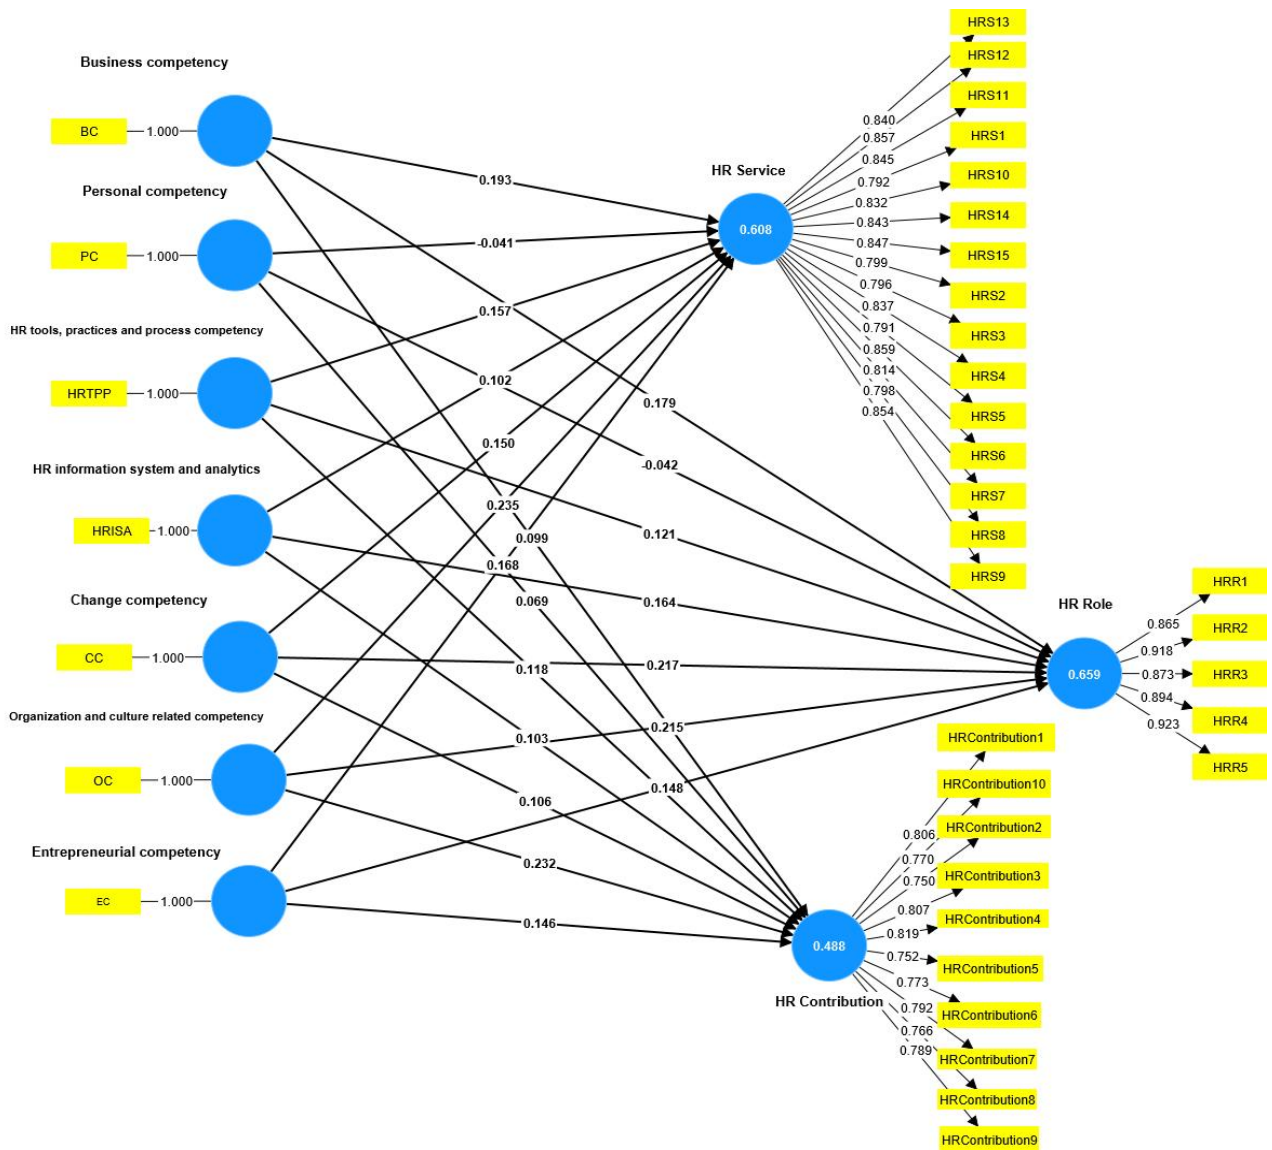 Business competency
BC
1.000
Personal competency
PC
1.000
HR tools, practices and process competency
HRTPP
1.000
HR information system and analytics
HRISA
1.000
Change competency
CC
1.000
Organization and culture related competency
OC
1.000
Entrepreneurial competency
EC
1.000
0.193
-0.041
0.157
0.102
0.150
0.235
0.168
0.179
-0.042
0.121
0.164
0.217
0.215
0.148
0.099
0.069
0.118
0.103
0.106
0.232
0.146
HR Service
0.608
0.840
0.857
0.845
0.792
0.832
0.843
0.847
0.799
0.796
0.837
0.791
0.859
0.814
0.798
0.854
HRS13
HRS12
HRS11
HRS1
HRS10
HRS14
HRS15
HRS2
HRS3
HRS4
HRS5
HRS6
HRS7
HRS8
HRS9
HR Role
0.659
0.865
0.918
0.873
0.894
0.923
HRR1
HRR2
HRR3
HRR4
HRR5
0.488
HR Contribution
0.806
0.770
0.750
0.807
0.819
0.752
0.773
0.792
0.766
0.789
HRContribution1
HRContribution10
HRContribution2
HRContribution3
HRContribution4
HRContribution5
HRContribution6
HRContribution7
HRContribution8
HRContribution9